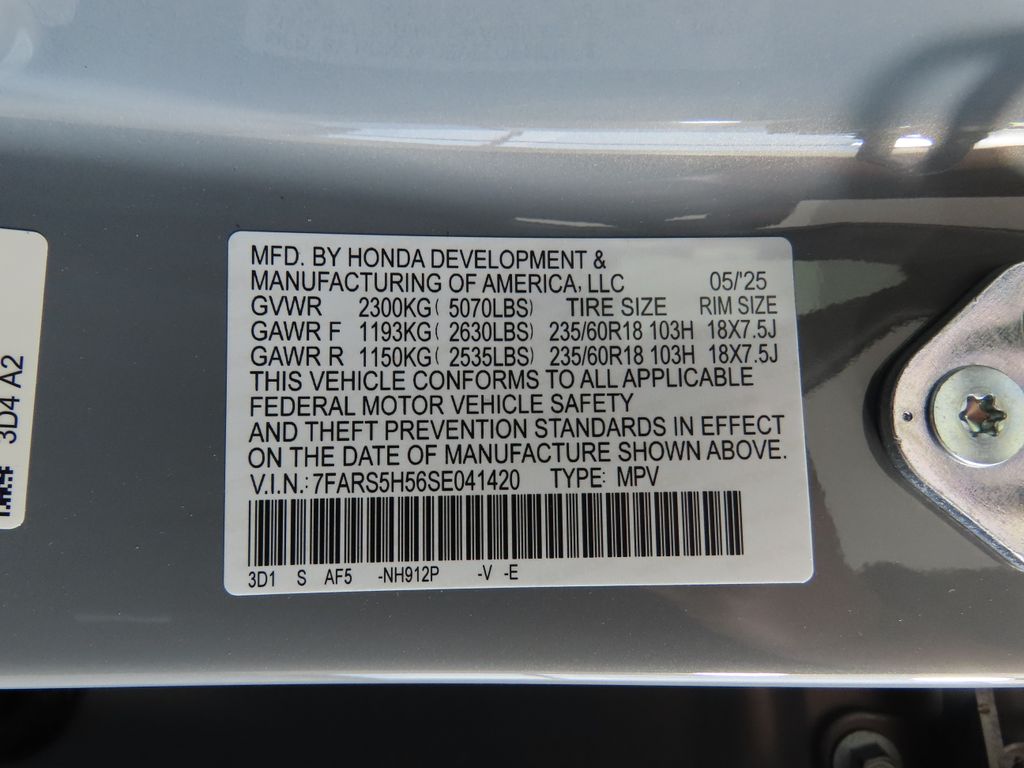 MFD. BY HONDA DEVELOPMENT &
MANUFACTURING OF AMERICA, LLC 05/'25
GVWR 2300KG( 5070LBS) TIRE SIZE RIM SIZE
GAWR F 1193KG( 2630LBS) 235/60R18 103H 18X7.5J
GAWR R 1150KG( 2535LBS) 235/60R18 103H 18X7.5J
THIS VEHICLE CONFORMS TO ALL APPLICABLE
FEDERAL MOTOR VEHICLE SAFETY
AND THEFT PREVENTION STANDARDS IN EFFECT
ON THE DATE OF MANUFACTURE SHOWN ABOVE.
V.I.N.: 7FARS5H56SE041420 TYPE: MPV
3D1 S AF5 -NH912P -V -E
3D4 A2